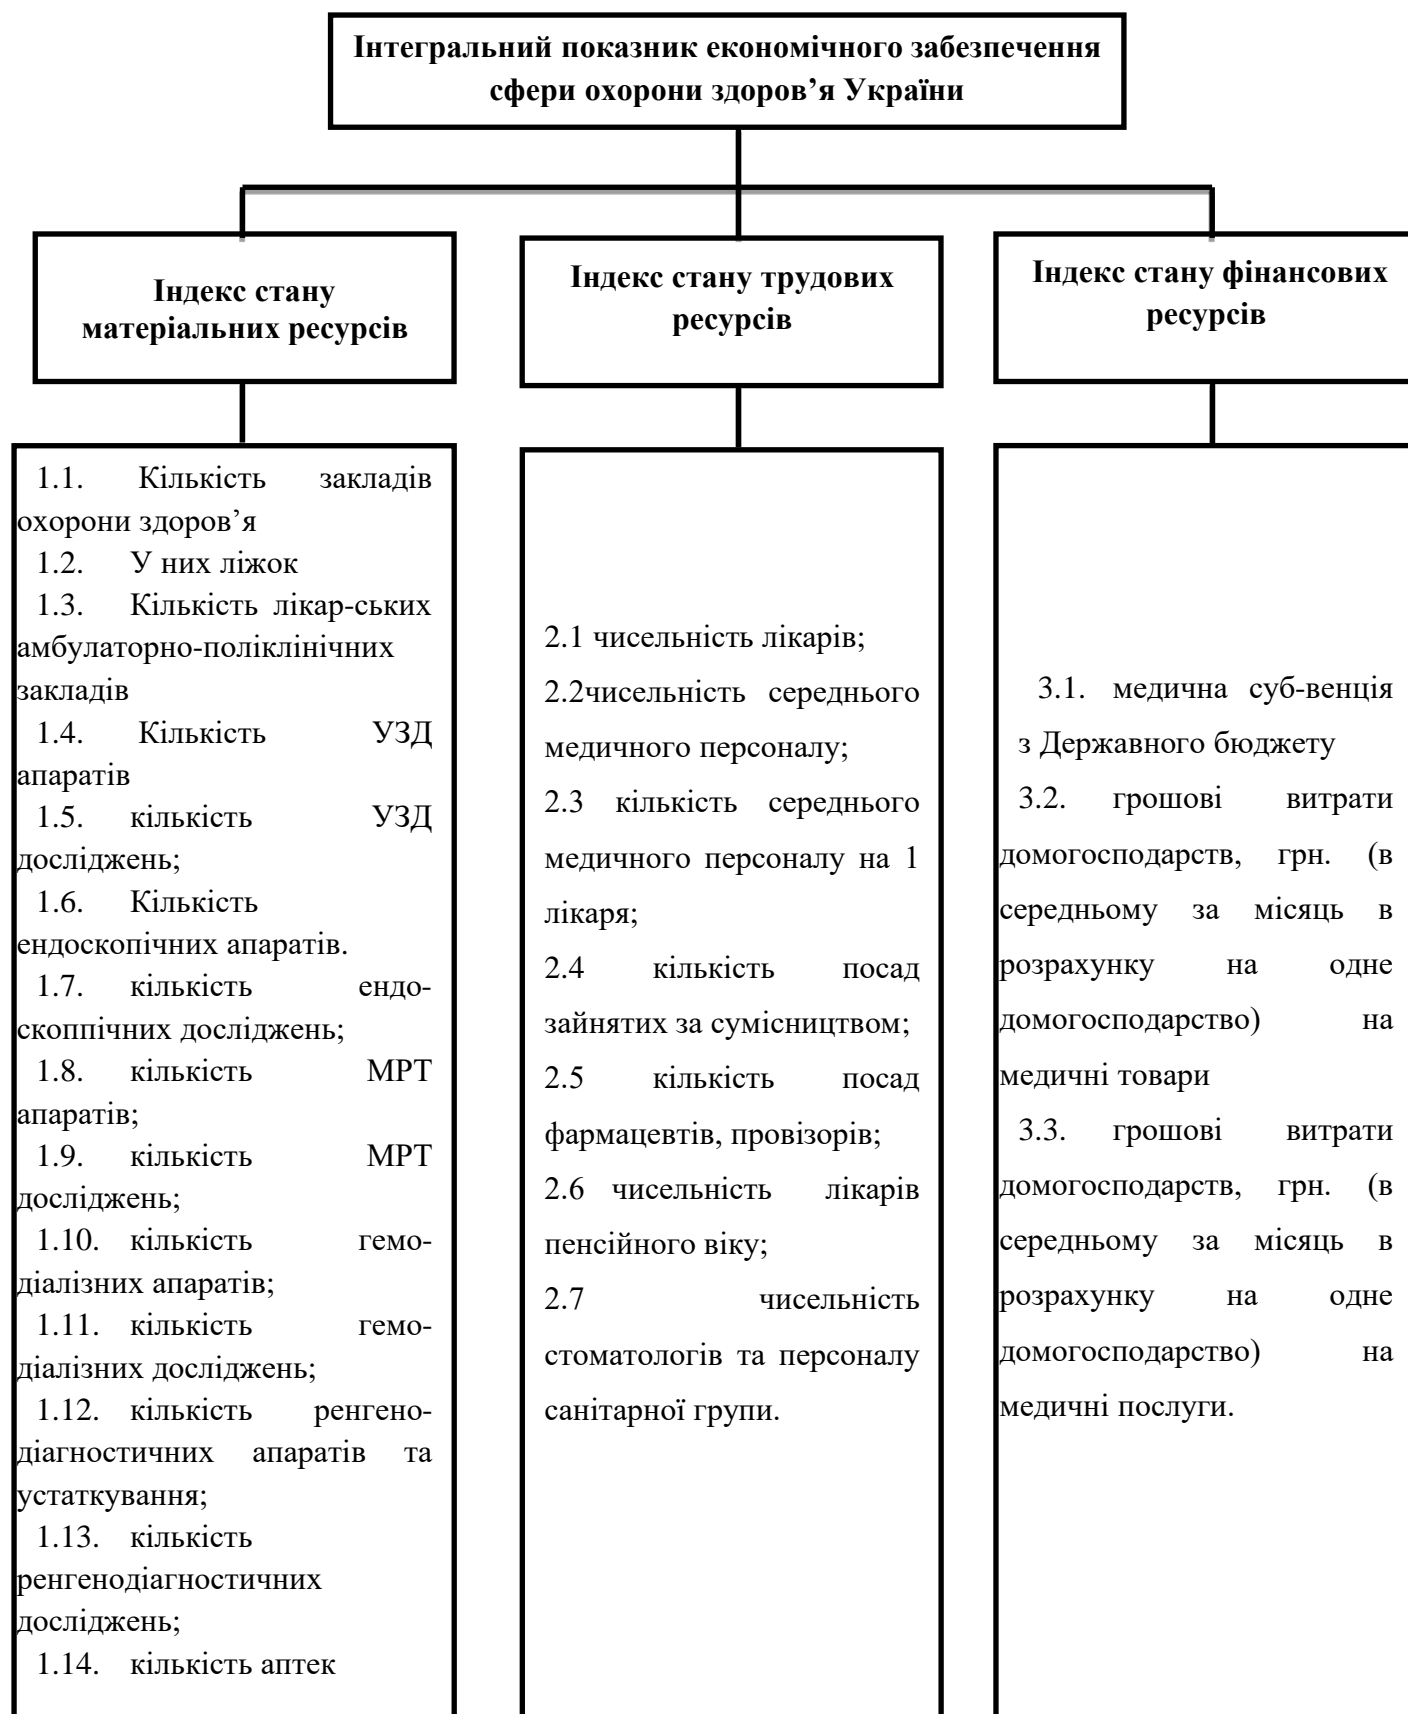 Інтегральний показник економічного забезпечення
сфери охорони здоров’я України
Індекс стану
матеріальних ресурсів
Індекс стану трудових
ресурсів
Індекс стану фінансових
ресурсів
1.1. Кількість закладів
охорони здоров’я
1.2. У них ліжок
1.3. Кількість лікар-ських
амбулаторно-поліклінічних
закладів
1.4. Кількість УЗД
апаратів
1.5. кількість УЗД
досліджень;
1.6. Кількість
ендоскопічних апаратів.
1.7. кількість ендо-
скоппічних досліджень;
1.8. кількість МРТ
апаратів;
1.9. кількість МРТ
досліджень;
1.10. кількість гемо-
діалізних апаратів;
1.11. кількість гемо-
діалізних досліджень;
1.12. кількість ренгено-
діагностичних апаратів та
устаткування;
1.13. кількість
ренгенодіагностичних
досліджень;
1.14. кількість аптек
2.1 чисельність лікарів;
2.2чисельність середнього
медичного персоналу;
2.3 кількість середнього
медичного персоналу на 1
лікаря;
2.4 кількість посад
зайнятих за сумісництвом;
2.5 кількість посад
фармацевтів, провізорів;
2.6 чисельність лікарів
пенсійного віку;
2.7 чисельність
стоматологів та персоналу
санітарної групи.
3.1. медична суб-венція
з Державного бюджету
3.2. грошові витрати
домогосподарств, грн. (в
середньому за місяць в
розрахунку на одне
домогосподарство) на
медичні товари
3.3. грошові витрати
домогосподарств, грн. (в
середньому за місяць в
розрахунку на одне
домогосподарство) на
медичні послуги.